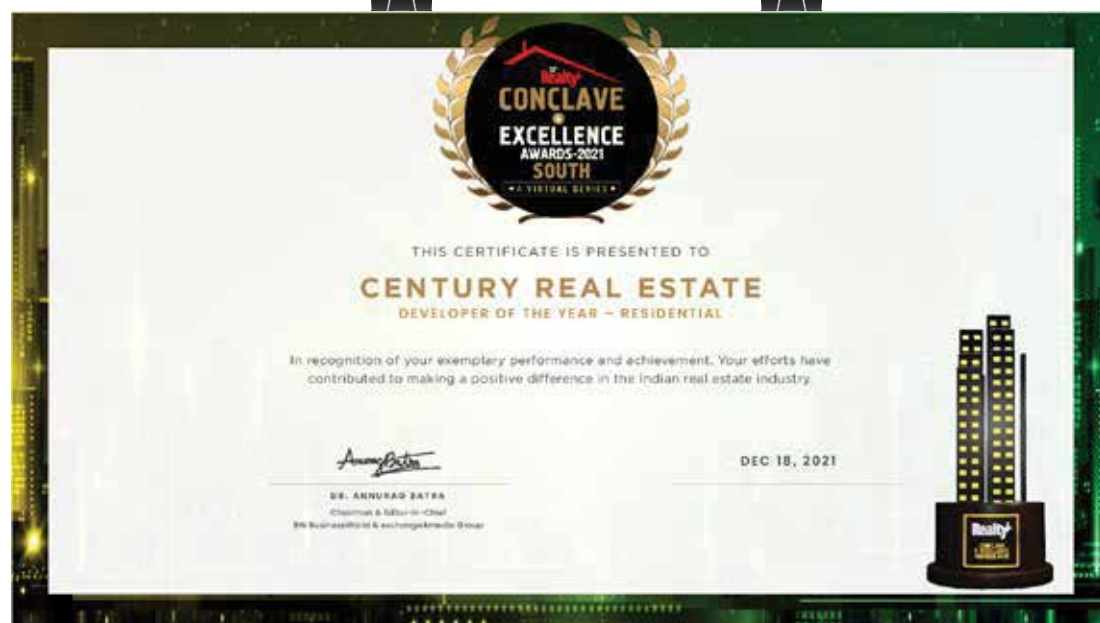 Realty+
CONCLAVE
&
EXCELLENCE
AWARDS-2021
SOUTH
A VIRTUAL SERIES
THIS CERTIFICATE IS PRESENTED TO
CENTURY REAL ESTATE
DEVELOPER OF THE YEAR – RESIDENTIAL
In recognition of your exemplary performance and achievement. Your efforts have
contributed to making a positive difference in the Indian real estate industry
DEC 18, 2021
DR. ANNURAG BATRA
Chairman & Editor-in-Chief
BW Businessworld & exchange4media Group
Realty+